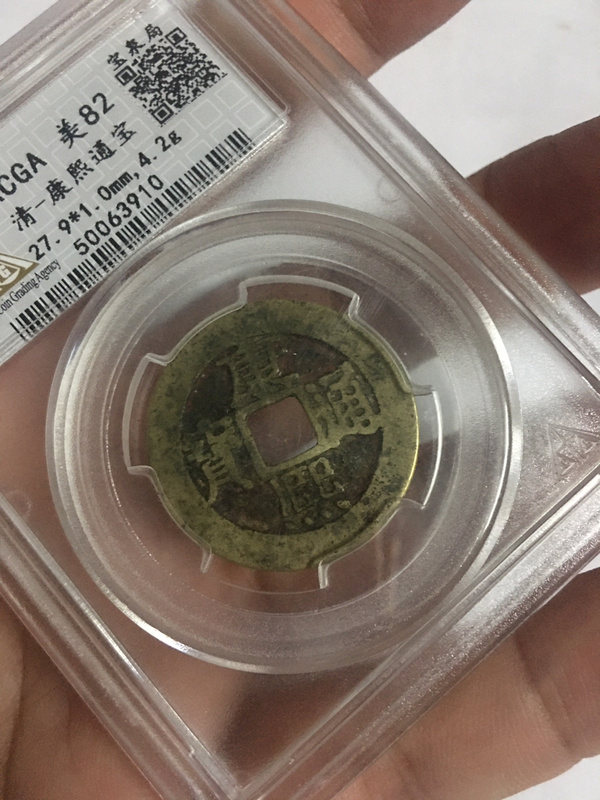 宝泉局
CGA 美82
清-康熙通宝
27.9*1.0mm,4.2g
50063910
Coin Grading Agency
康熙通寶